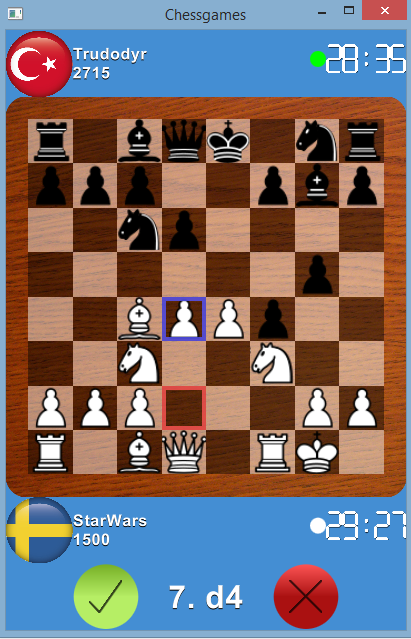 Chessgames
Trudodyr
2715
28:35
StarWars
1500
29:27
7. d4